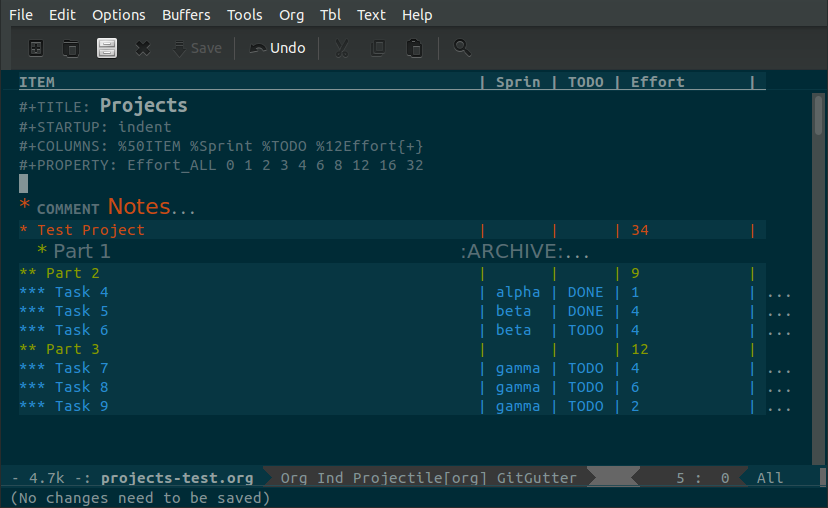 File Edit Options Buffers Tools Org Tbl Text Help
Save Undo
ITEM | Sprin | TODO | Effort |
#+TITLE: Projects
#+STARTUP: indent
#+COLUMNS: %50ITEM %Sprint %TODO %12Effort{+}
#+PROPERTY: Effort_ALL 0 1 2 3 4 6 8 12 16 32
* COMMENT Notes...
* Test Project | | | 34 |
* Part 1 :ARCHIVE:...
** Part 2 | | | 9 |
*** Task 4 | alpha | DONE | 1 | ...
*** Task 5 | beta | DONE | 4 | ...
*** Task 6 | beta | TODO | 4 | ...
** Part 3 | | | 12 |
*** Task 7 | gamma | TODO | 4 | ...
*** Task 8 | gamma | TODO | 6 | ...
*** Task 9 | gamma | TODO | 2 | ...
- 4.7k -: projects-test.org Org Ind Projectile[org] GitGutter 5 : 0 All
(No changes need to be saved)